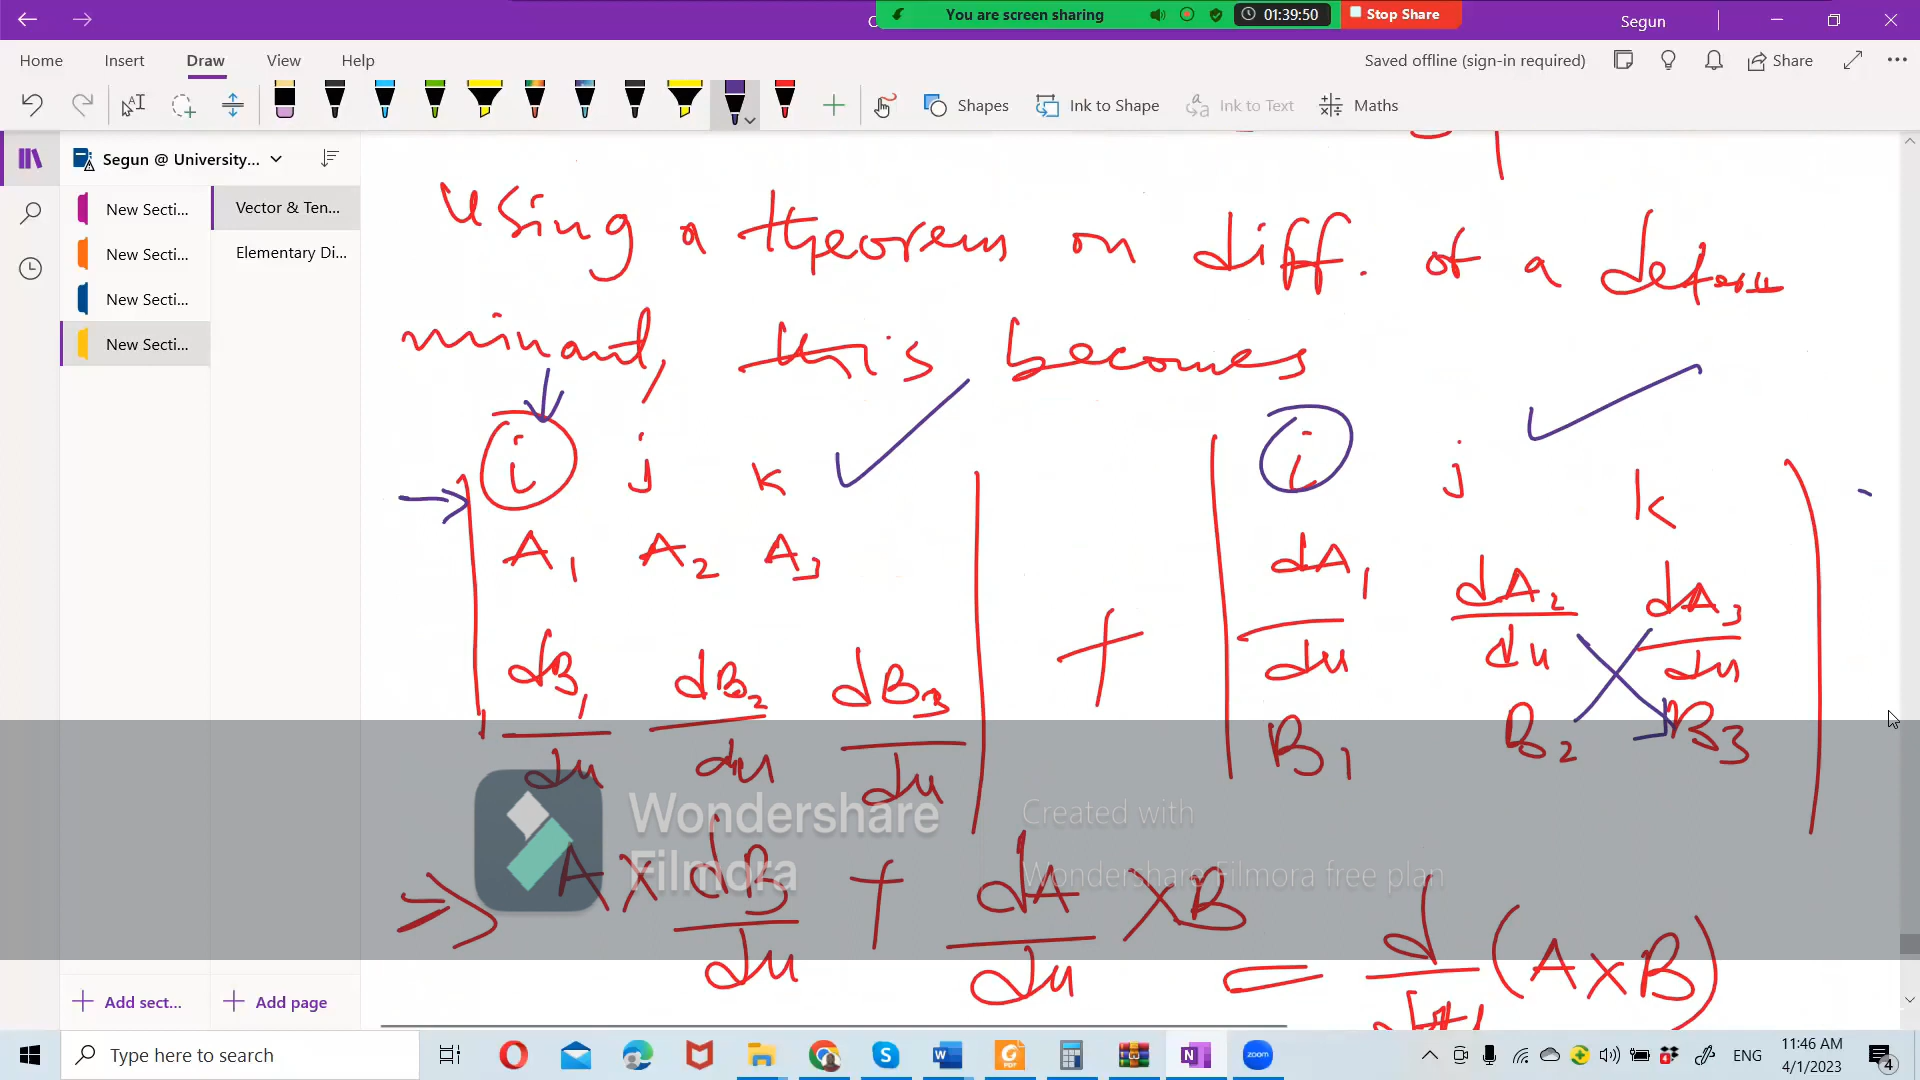 You are screen sharing
01:39:50
Stop Share
Segun
Home Insert Draw View Help
Saved offline (sign-in required)
Share
Shapes
Ink to Shape
Ink to Text
Maths
Segun @ University...
New Secti...
New Secti...
New Secti...
New Secti...
Vector & Ten...
Elementary Di...
Using a theorem on diff. of a deter
minant, this becomes
| i j k | + | i j k |
| A₁ A₂ A₃ | | dA₁/du dA₂/du dA₃/du |
| dB₁/du dB₂/du dB₃/du | | B₁ B₂ B₃ |
Wondershare
Filmora
Created with
Wondershare Filmora free plan
=> A × dB/du + dA/du × B = d/du (A×B)
Add sect...
Add page
Type here to search
zoom
ENG
11:46 AM
4/1/2023
4